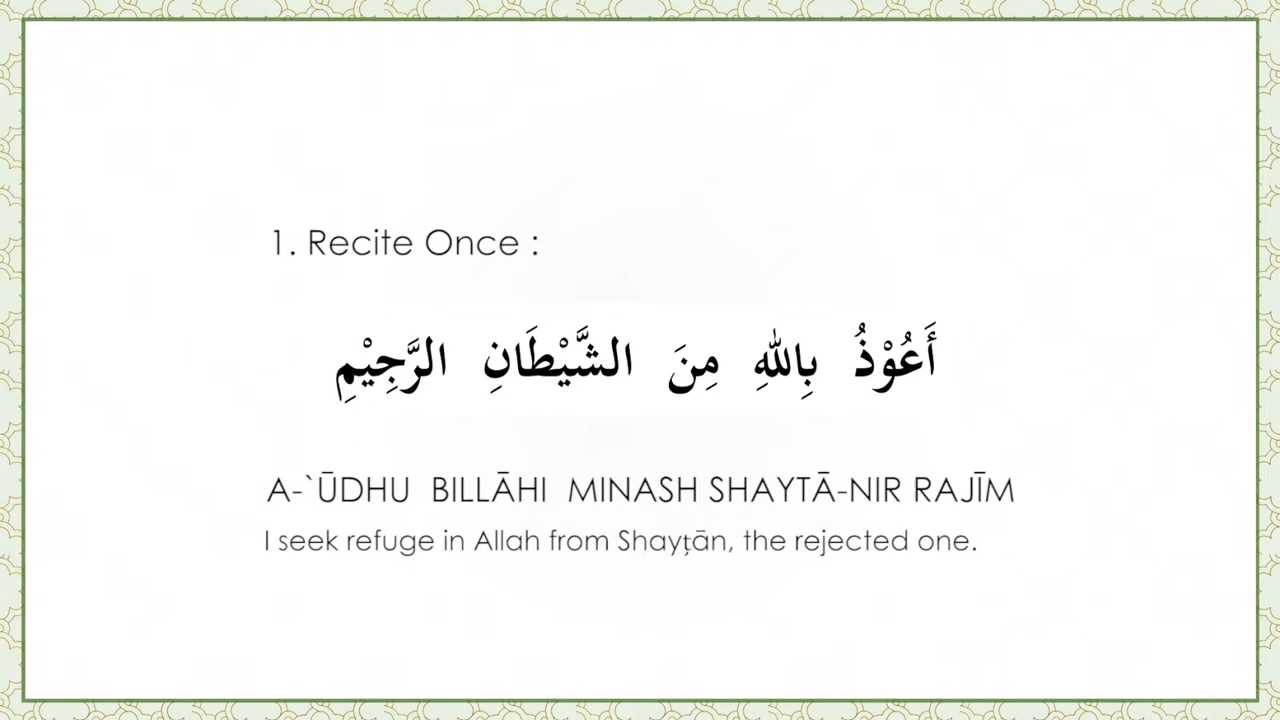 1. Recite Once :
أَعُوْذُ بِاللهِ مِنَ الشَّيْطَانِ الرَّجِيْمِ
A-`ŪDHU BILLĀHI MINASH SHAYTĀ-NIR RAJĪM
I seek refuge in Allah from Shayṭān, the rejected one.